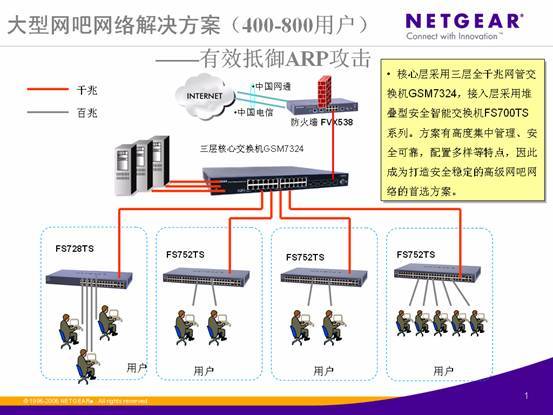 大型网吧网络解决方案（400-800用户）
NETGEAR®
Connect with Innovation™
——有效抵御ARP攻击
千兆
百兆
INTERNET
•中国网通
•中国电信
防火墙 FVX538
三层核心交换机GSM7324
• 核心层采用三层全千兆网管交
换机GSM7324，接入层采用堆
叠型安全智能交换机FS700TS
系列。方案有高度集中管理、安
全可靠，配置多样等特点，因此
成为打造安全稳定的高级网吧网
络的首选方案。
FS728TS
FS752TS
FS752TS
FS752TS
用户
用户
用户
用户
© 1996-2006 NETGEAR® . All rights reserved
1